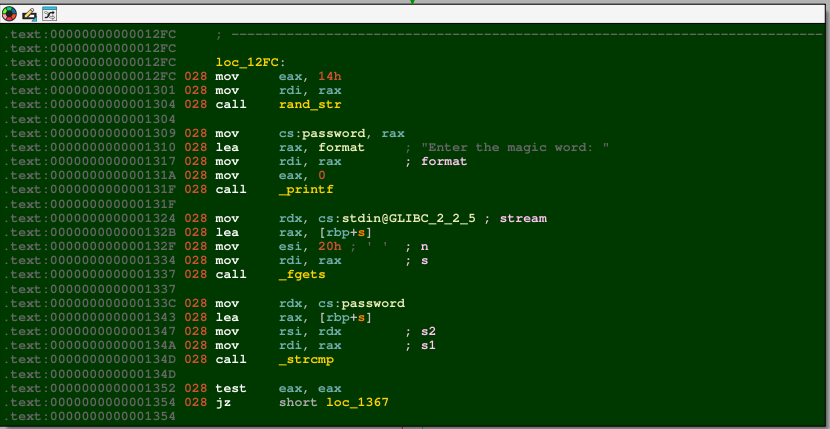 .text:00000000000012FC ; ---------------------------------------------------------------------------
.text:00000000000012FC
.text:00000000000012FC loc_12FC:
.text:00000000000012FC 028 mov eax, 14h
.text:0000000000001301 028 mov rdi, rax
.text:0000000000001304 028 call rand_str
.text:0000000000001304
.text:0000000000001309 028 mov cs:password, rax
.text:0000000000001310 028 lea rax, format ; "Enter the magic word: "
.text:0000000000001317 028 mov rdi, rax ; format
.text:000000000000131A 028 mov eax, 0
.text:000000000000131F 028 call _printf
.text:000000000000131F
.text:0000000000001324 028 mov rdx, cs:stdin@GLIBC_2_2_5 ; stream
.text:000000000000132B 028 lea rax, [rbp+s]
.text:000000000000132F 028 mov esi, 20h ; ' ' ; n
.text:0000000000001334 028 mov rdi, rax ; s
.text:0000000000001337 028 call _fgets
.text:0000000000001337
.text:000000000000133C 028 mov rdx, cs:password
.text:0000000000001343 028 lea rax, [rbp+s]
.text:0000000000001347 028 mov rsi, rdx ; s2
.text:000000000000134A 028 mov rdi, rax ; s1
.text:000000000000134D 028 call _strcmp
.text:000000000000134D
.text:0000000000001352 028 test eax, eax
.text:0000000000001354 028 jz short loc_1367
.text:0000000000001354